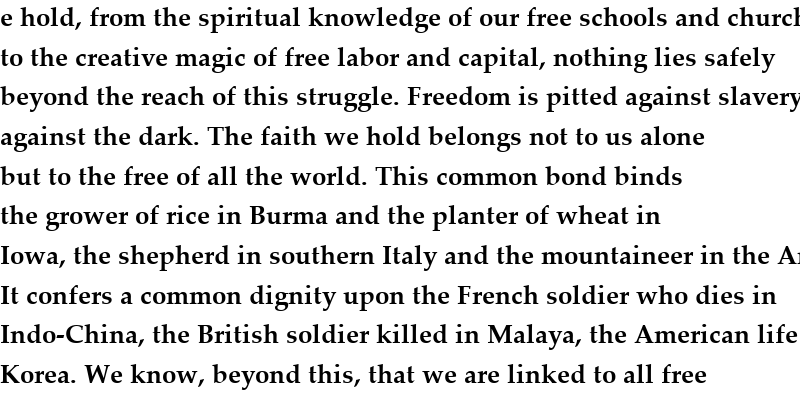 e hold, from the spiritual knowledge of our free schools and church
to the creative magic of free labor and capital, nothing lies safely
beyond the reach of this struggle. Freedom is pitted against slavery
against the dark. The faith we hold belongs not to us alone
but to the free of all the world. This common bond binds
the grower of rice in Burma and the planter of wheat in
Iowa, the shepherd in southern Italy and the mountaineer in the
It confers a common dignity upon the French soldier who dies in
Indo-China, the British soldier killed in Malaya, the American life
Korea. We know, beyond this, that we are linked to all free